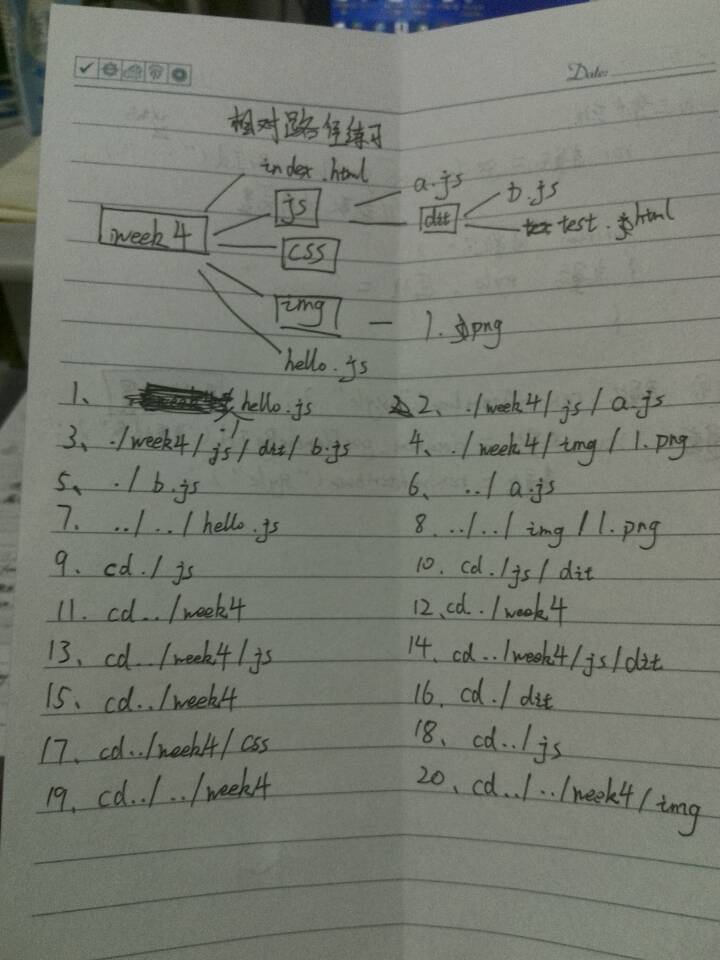 Date:
相对路径练习
index.html
js
a.js
b.js
week4
dit
test.html
css
img
1.png
hello.js
1、 ./hello.js
2、./week4/js/a.js
3、./week4/js/dit/b.js
4、./week4/img/1.png
5、./b.js
6、../a.js
7、../../hello.js
8、../../img/1.png
9、cd./js
10、cd./js/dit
11、cd../week4
12、cd../week4
13、cd../week4/js
14、cd../week4/js/dit
15、cd../week4
16、cd./dit
17、cd../week4/css
18、cd../js
19、cd../../week4
20、cd../../week4/img